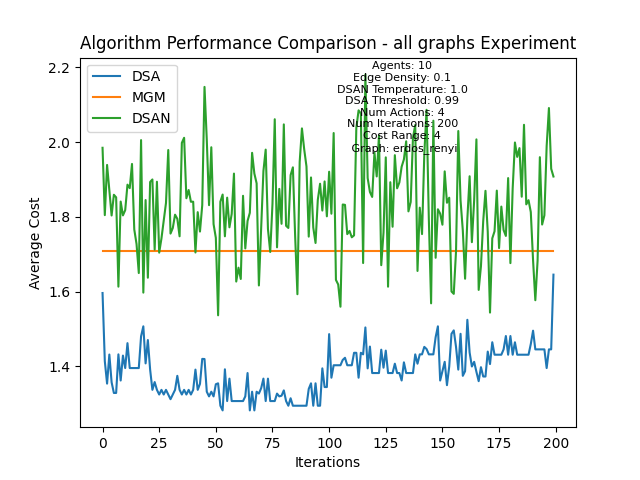 Algorithm Performance Comparison - all graphs Experiment
DSA
MGM
DSAN
Agents: 10
Edge Density: 0.1
DSAN Temperature: 1.0
DSA Threshold: 0.99
Num Actions: 4
Num Iterations: 200
Cost Range: 4
Graph: erdos_renyi
2.2
2.0
1.8
1.6
1.4
Average Cost
0
25
50
75
100
125
150
175
200
Iterations